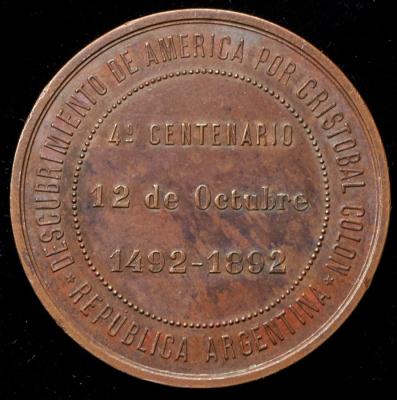 DESCUBRIMIENTO DE AMERICA POR CRISTOBAL COLON
4º CENTENARIO
12 de Octubre
1492-1892
* REPUBLICA ARGENTINA *